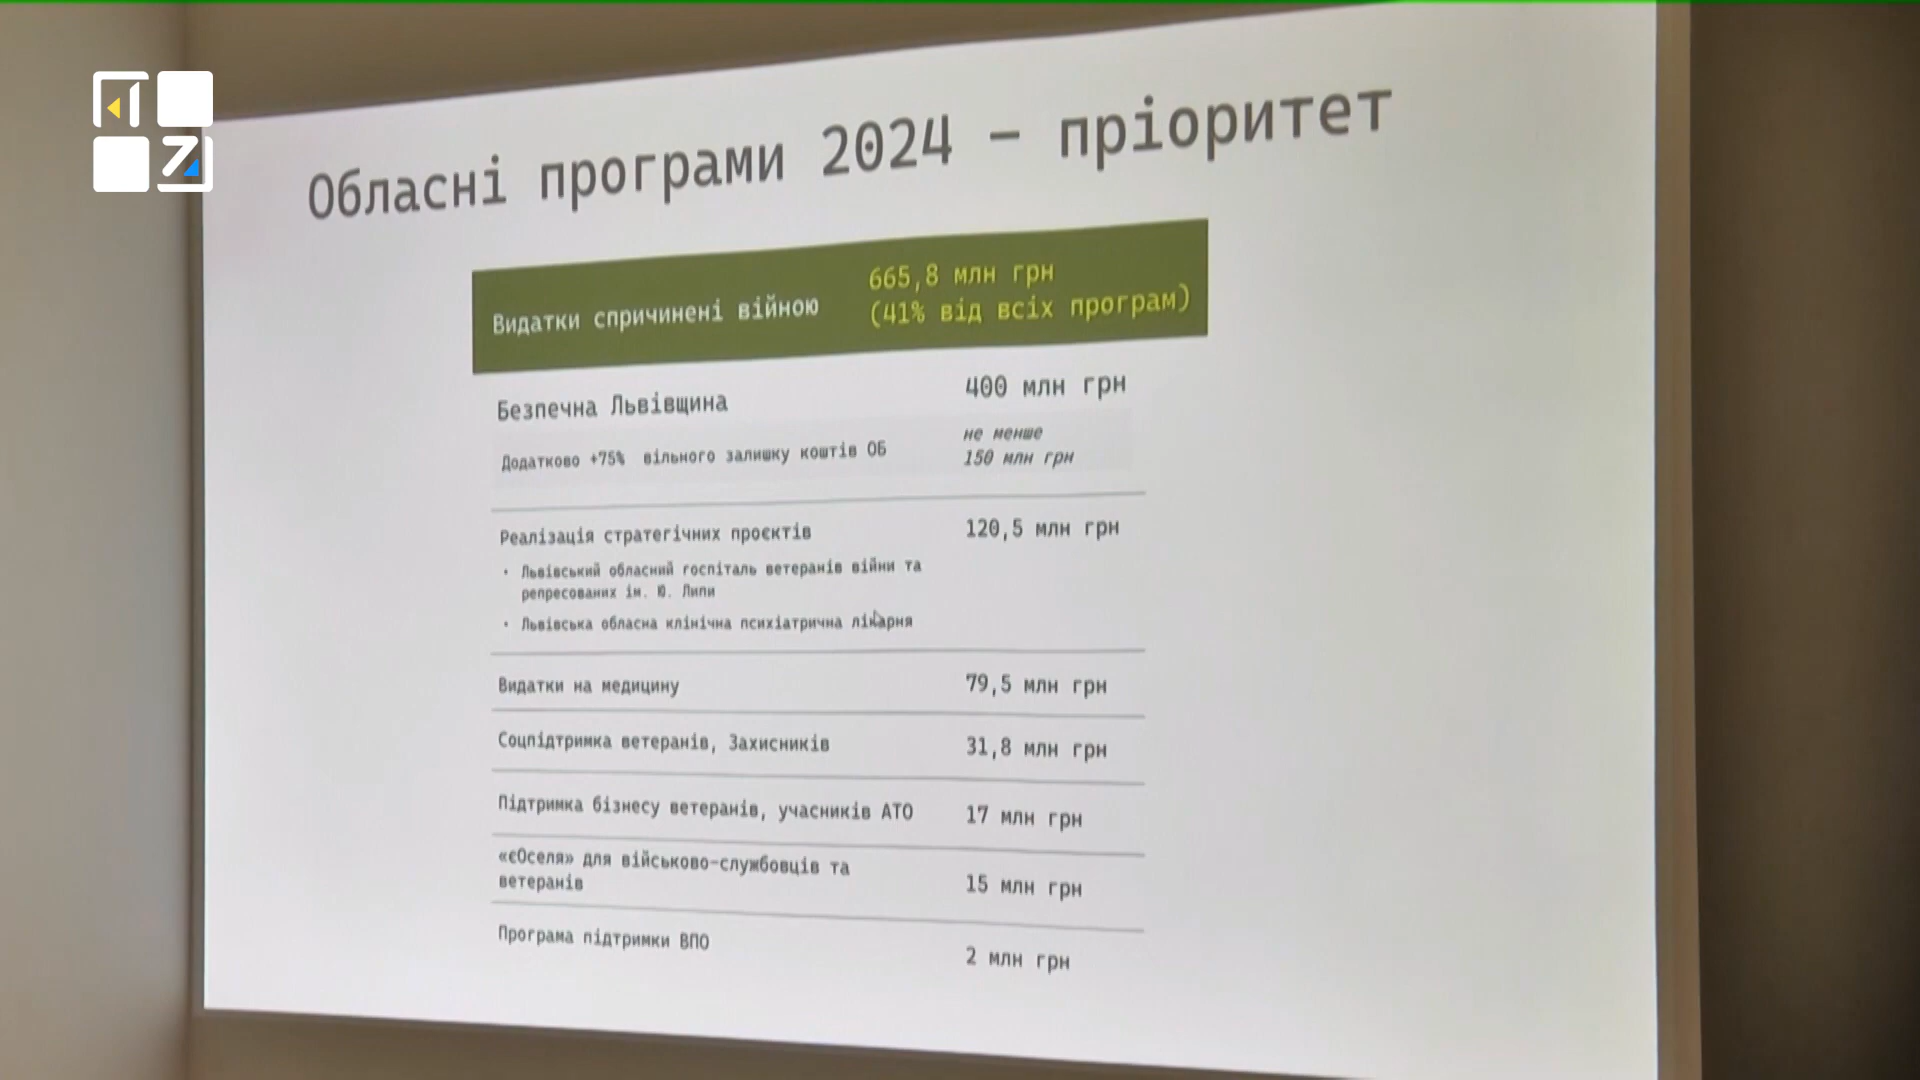 Обласні програми 2024 – пріоритет
Видатки спричинені війною
665,8 млн грн
(41% від всіх програм)
Безпечна Львівщина
400 млн грн
Додатково +75% вільного залишку коштів ОБ
не менше
150 млн грн
Реалізація стратегічних проєктів
120,5 млн грн
• Львівський обласний госпіталь ветеранів війни та
репресованих ім. Ю. Липи
• Львівська обласна клінічна психіатрична лікарня
Видатки на медицину
79,5 млн грн
Соцпідтримка ветеранів, Захисників
31,8 млн грн
Підтримка бізнесу ветеранів, учасників АТО
17 млн грн
«єОселя» для військово-службовців та
ветеранів
15 млн грн
Програма підтримки ВПО
2 млн грн